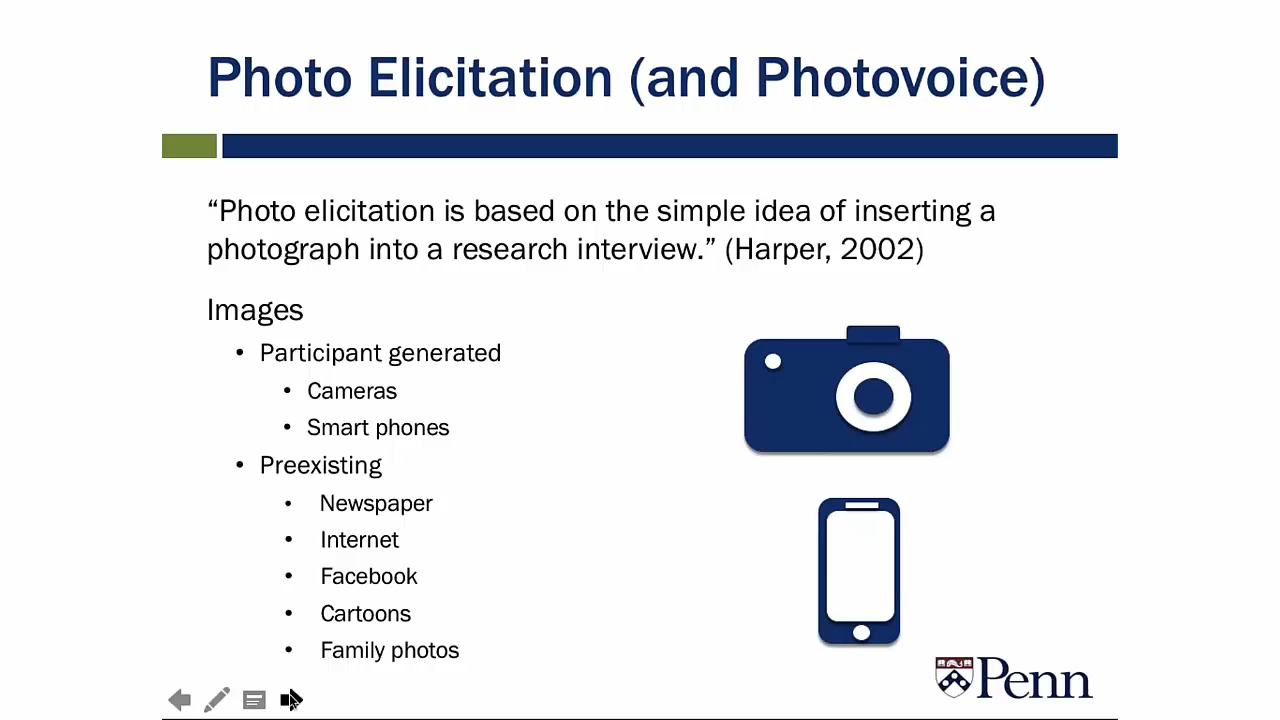 Photo Elicitation (and Photovoice)
“Photo elicitation is based on the simple idea of inserting a
photograph into a research interview.” (Harper, 2002)
Images
• Participant generated
• Cameras
• Smart phones
• Preexisting
• Newspaper
• Internet
• Facebook
• Cartoons
• Family photos
Penn